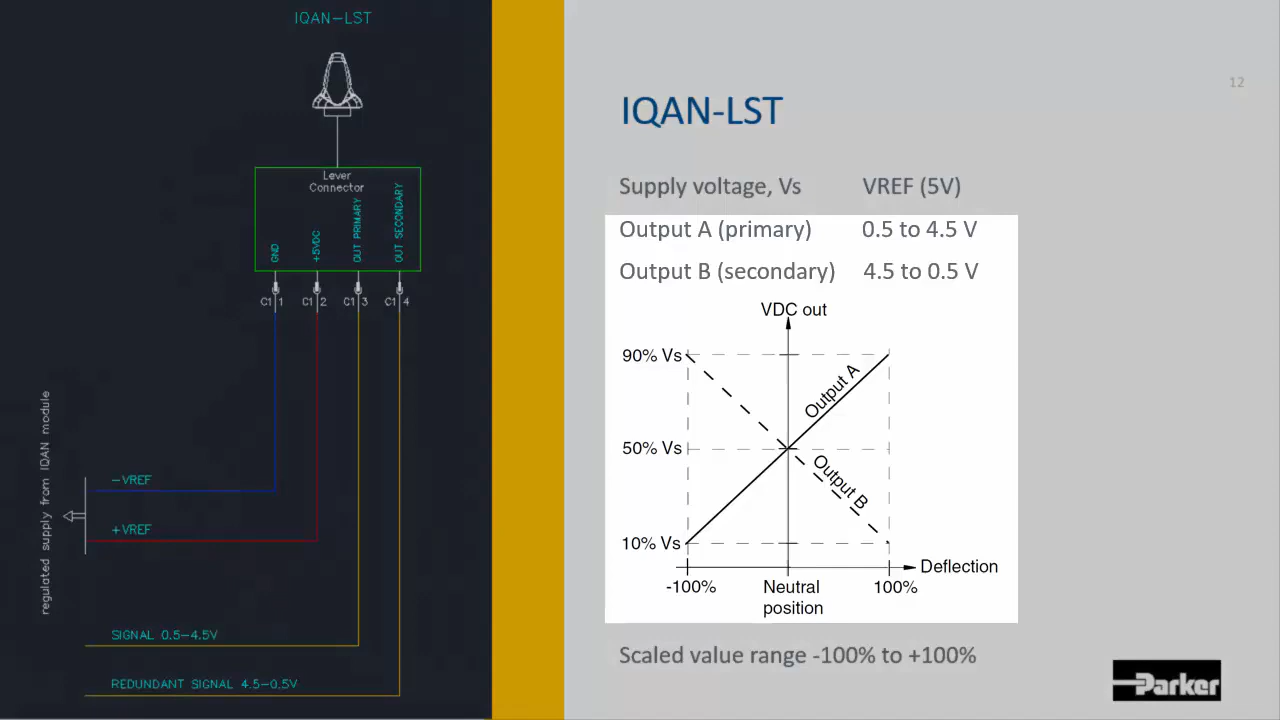 IQAN-LST
Lever
Connector
GND
+5VDC
OUT PRIMARY
OUT SECONDARY
C1 1
C1 2
C1 3
C1 4
regulated supply from IQAN module
-VREF
+VREF
SIGNAL 0.5-4.5V
REDUNDANT SIGNAL 4.5-0.5V
12
IQAN-LST
Supply voltage, Vs VREF (5V)
Output A (primary) 0.5 to 4.5 V
Output B (secondary) 4.5 to 0.5 V
VDC out
90% Vs
Output A
50% Vs
Output B
10% Vs
Deflection
-100%
Neutral
position
100%
Scaled value range -100% to +100%
Parker